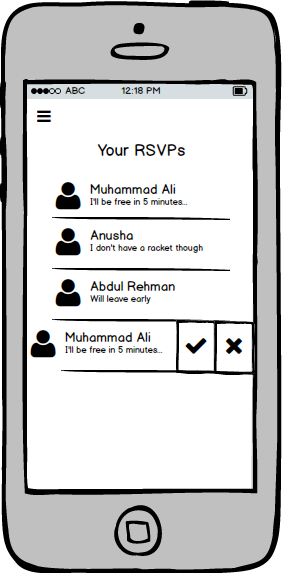 ABC 12:18 PM
Your RSVPs
Muhammad Ali
I'll be free in 5 minutes...
Anusha
I don't have a racket though
Abdul Rehman
Will leave early
Muhammad Ali
I'll be free in 5 minutes...